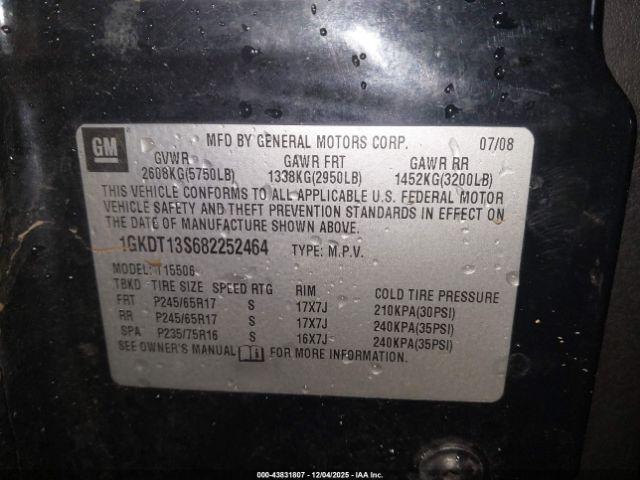 GM
MFD BY GENERAL MOTORS CORP. 07/08
GVWR GAWR FRT GAWR RR
2608KG(5750LB) 1338KG(2950LB) 1452KG(3200LB)
THIS VEHICLE CONFORMS TO ALL APPLICABLE U.S. FEDERAL MOTOR
VEHICLE SAFETY AND THEFT PREVENTION STANDARDS IN EFFECT ON
THE DATE OF MANUFACTURE SHOWN ABOVE.
1GKDT13S682252464 TYPE: M.P.V.
MODEL: T15506
TBKD TIRE SIZE SPEED RTG RIM COLD TIRE PRESSURE
FRT P245/65R17 S 17X7J 210KPA(30PSI)
RR P245/65R17 S 17X7J 240KPA(35PSI)
SPA P235/75R16 S 16X7J 240KPA(35PSI)
SEE OWNER'S MANUAL FOR MORE INFORMATION.
000-43831807 - 12/04/2025 - IAA Inc.